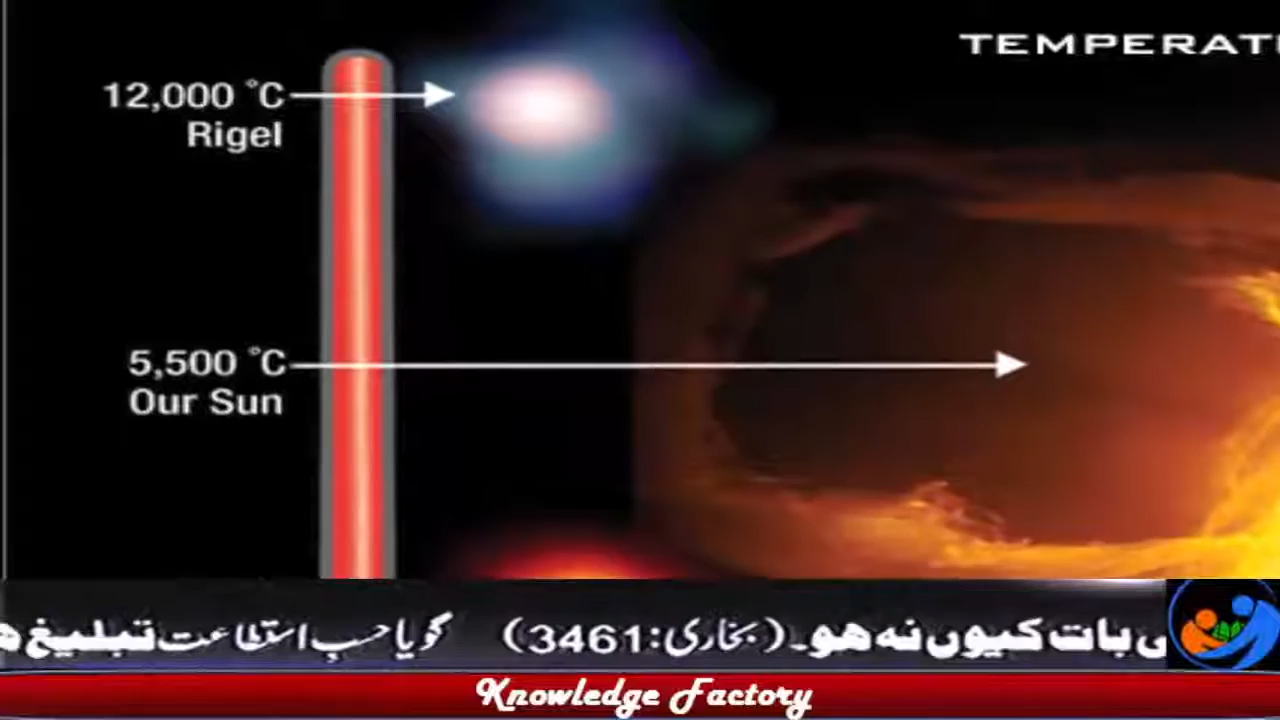 TEMPERAT
12,000 °C
Rigel
5,500 °C
Our Sun
ی بات کیوں نہ ہو۔ (بخاری:3461) گویا حسبِ استطاعت تبلیغ
Knowledge Factory